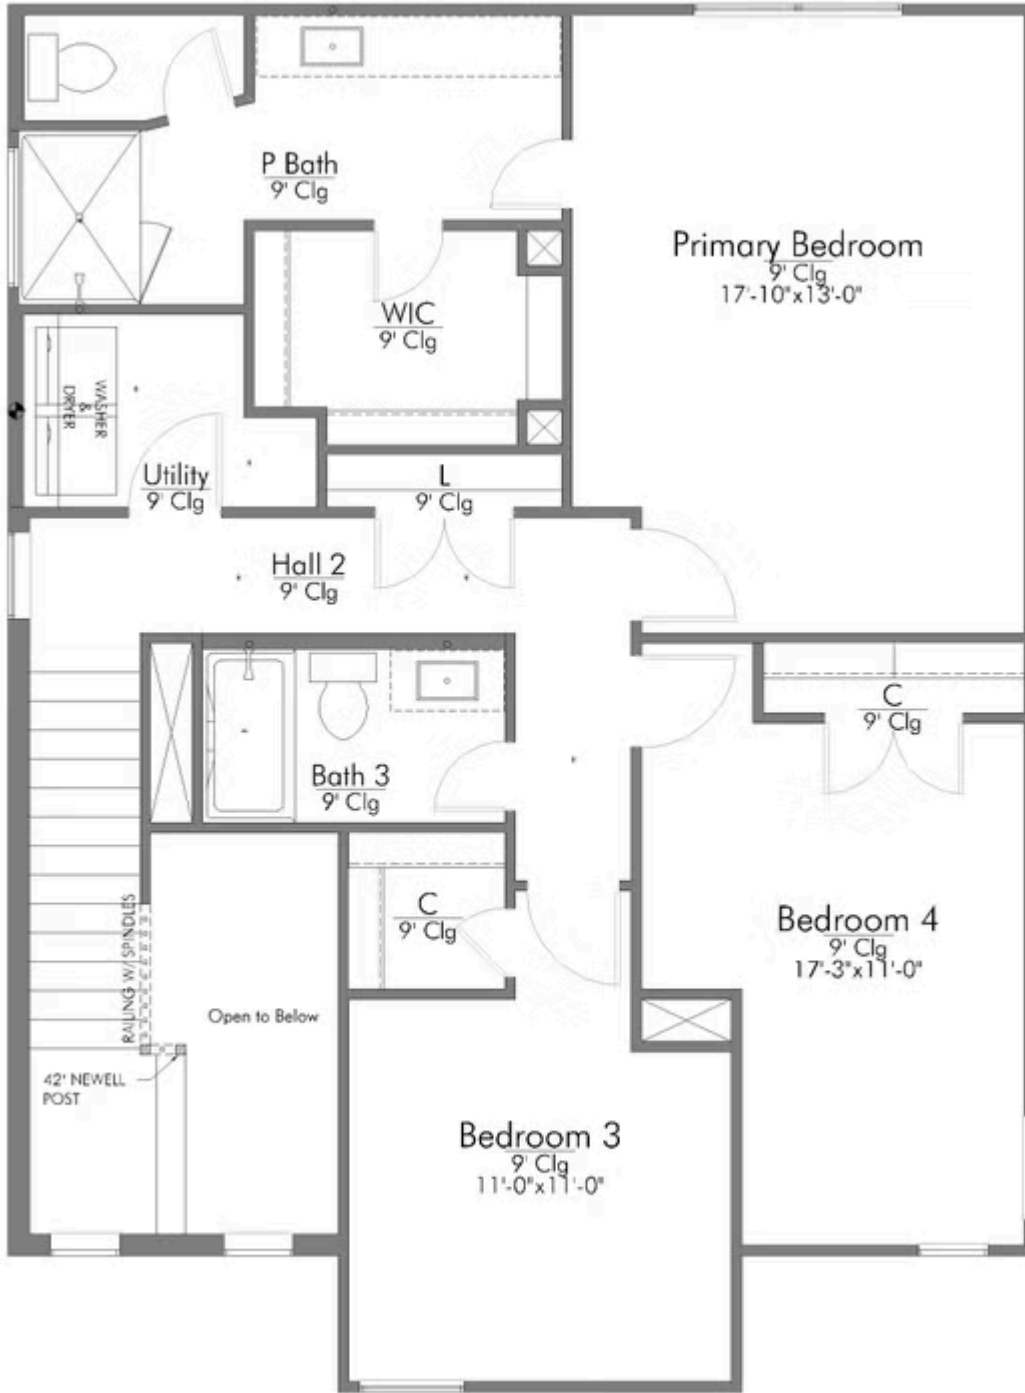 P Bath
9' Clg
Primary Bedroom
9' Clg
17'-10"x13'-0"
WIC
9' Clg
WASHER
&
DRYER
Utility
9' Clg
L
9' Clg
Hall 2
9' Clg
C
9' Clg
Bath 3
9' Clg
C
9' Clg
Bedroom 4
9' Clg
17'-3"x11'-0"
RAILING W/ SPINDLES
Open to Below
42" NEWELL
POST
Bedroom 3
9' Clg
11'-0"x11'-0"